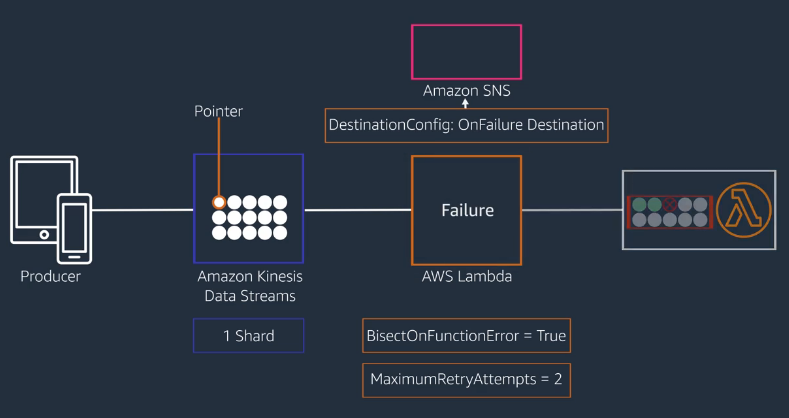 Amazon SNS
Pointer
DestinationConfig: OnFailure Destination
Failure
Producer
Amazon Kinesis
Data Streams
AWS Lambda
1 Shard
BisectOnFunctionError = True
MaximumRetryAttempts = 2